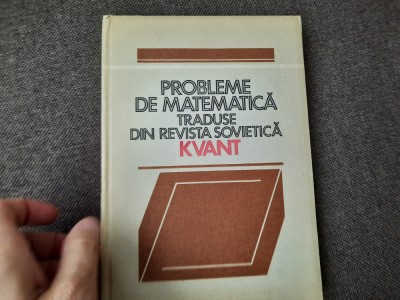 PROBLEME
DE MATEMATICĂ
TRADUSE
DIN REVISTA SOVIETICĂ
KVANT